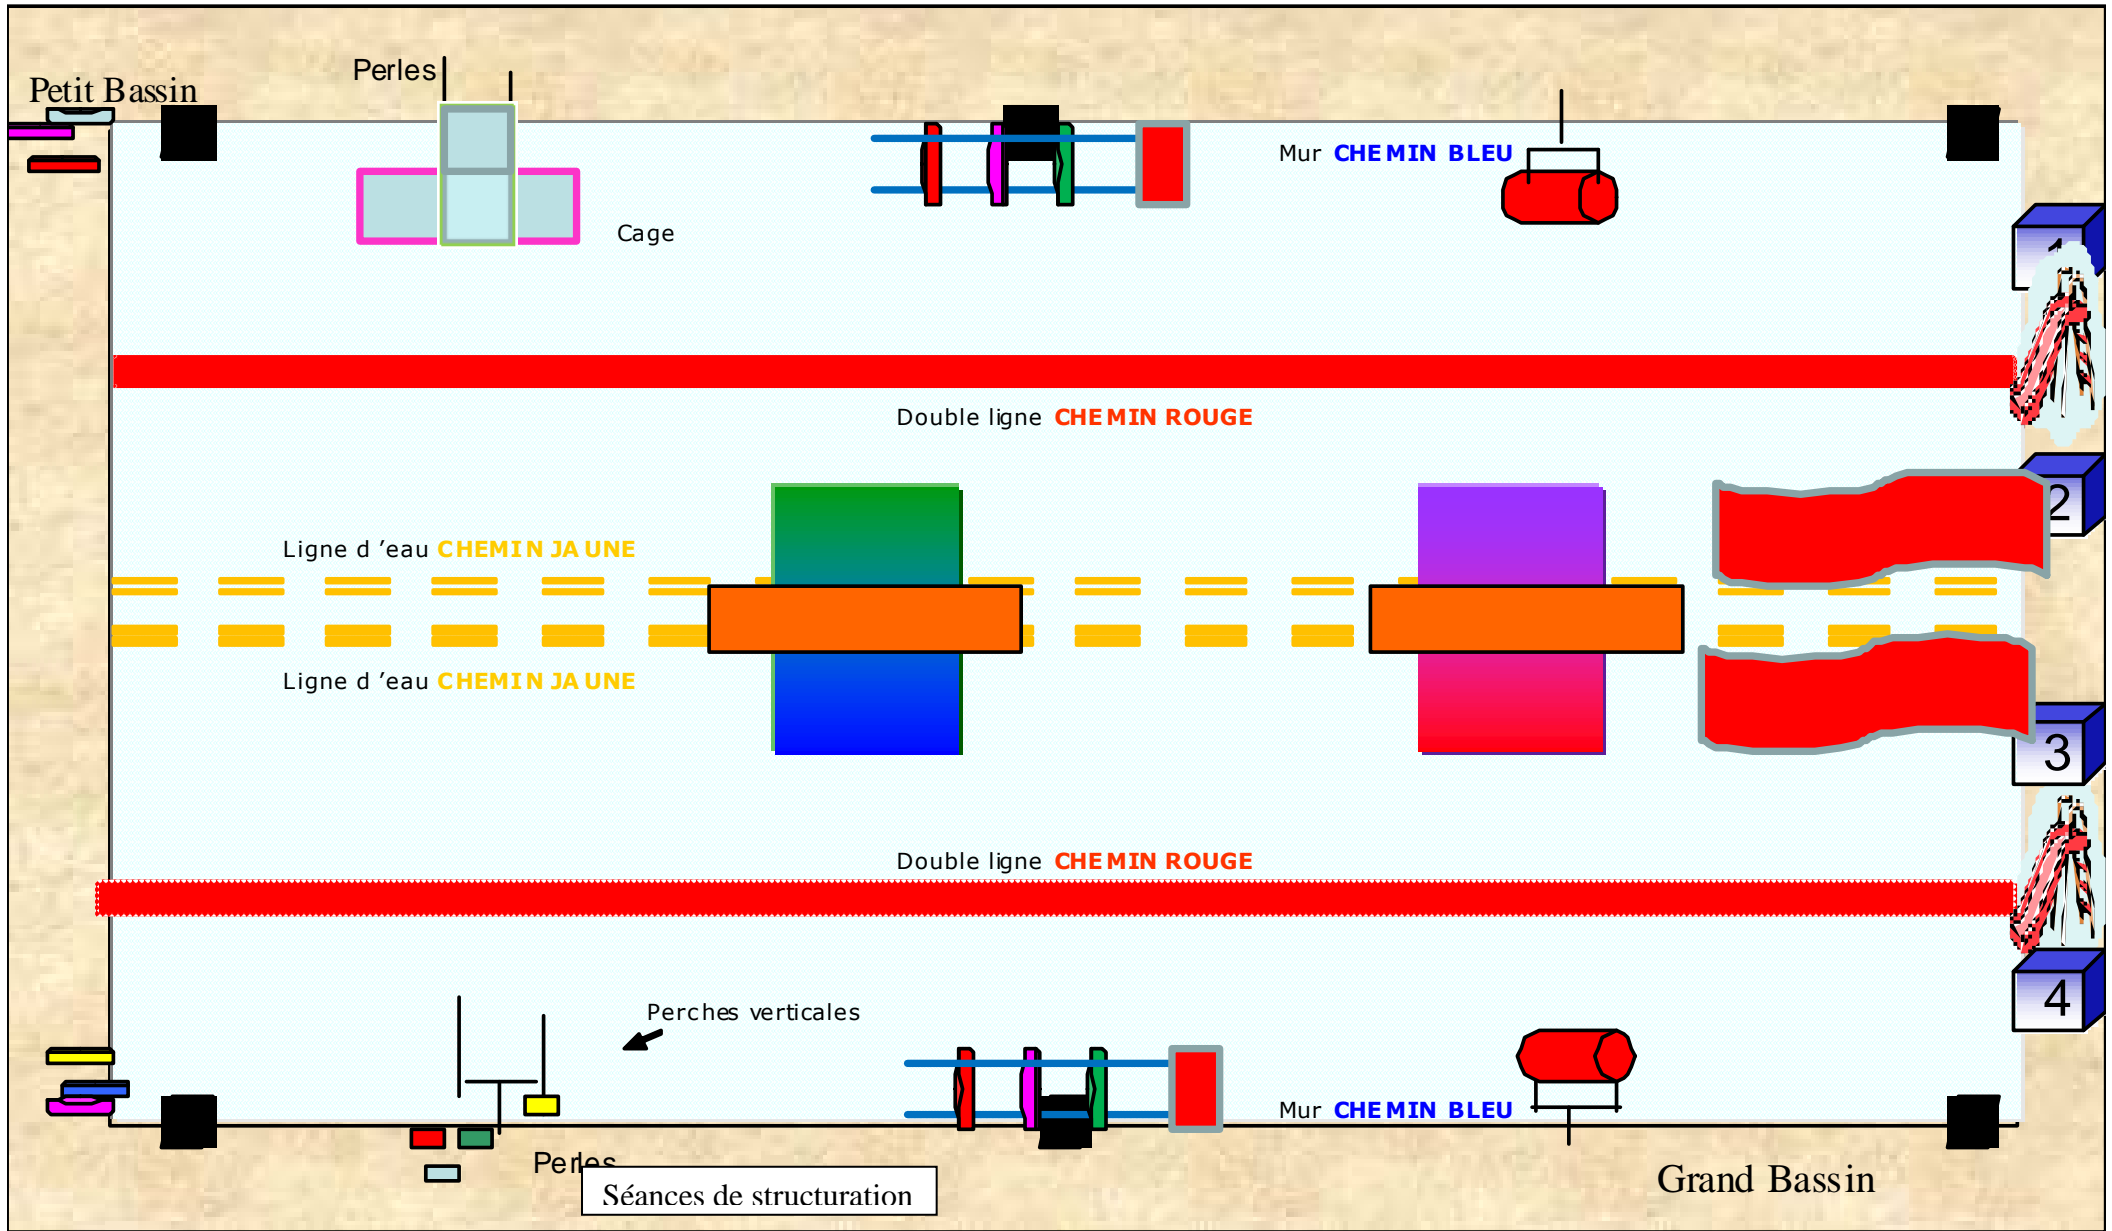 Perles
Petit Bassin
Mur CHEMIN BLEU
Cage
1
Double ligne CHEMIN ROUGE
2
Ligne d ’eau CHEMIN JAUNE
Ligne d ’eau CHEMIN JAUNE
3
Double ligne CHEMIN ROUGE
4
Perches verticales
Mur CHEMIN BLEU
Perles
Grand Bassin
Séances de structuration